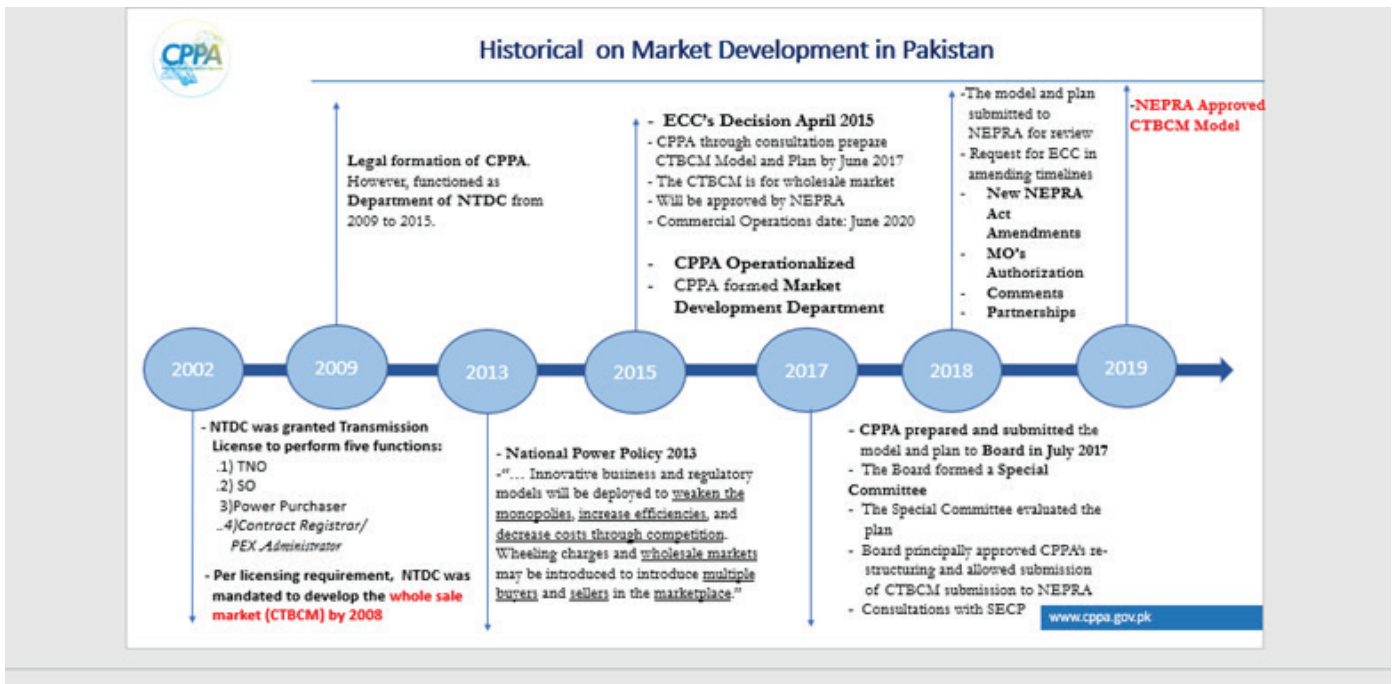 CPPA
Historical on Market Development in Pakistan
Legal formation of CPPA.
However, functioned as
Department of NTDC from
2009 to 2015.
- ECC's Decision April 2015
- CPPA through consultation prepare
CTBCM Model and Plan by June 2017
- The CTBCM is for wholesale market
- Will be approved by NEPRA
- Commercial Operations date: June 2020
- CPPA Operationalized
- CPPA formed Market
Development Department
-The model and plan
submitted to
NEPRA for review
- Request for ECC in
amending timelines
- New NEPRA
Act
Amendments
- MO's
Authorization
- Comments
- Partnerships
-NEPRA Approved
CTBCM Model
2002
2009
2013
2015
2017
2018
2019
- NTDC was granted Transmission
License to perform five functions:
.1) TNO
2) SO
3)Power Purchaser
..4)Contract Registrar/
PEX Administrator
- Per licensing requirement, NTDC was
mandated to develop the whole sale
market (CTBCM) by 2008
- National Power Policy 2013
-"… Innovative business and regulatory
models will be deployed to weaken the
monopolies, increase efficiencies, and
decrease costs through competition.
Wheeling charges and wholesale markets
may be introduced to introduce multiple
buyers and sellers in the marketplace."
- CPPA prepared and submitted the
model and plan to Board in July 2017
- The Board formed a Special
Committee
- The Special Committee evaluated the
plan
- Board principally approved CPPA's re-
structuring and allowed submission
of CTBCM submission to NEPRA
- Consultations with SECP
www.cppa.gov.pk